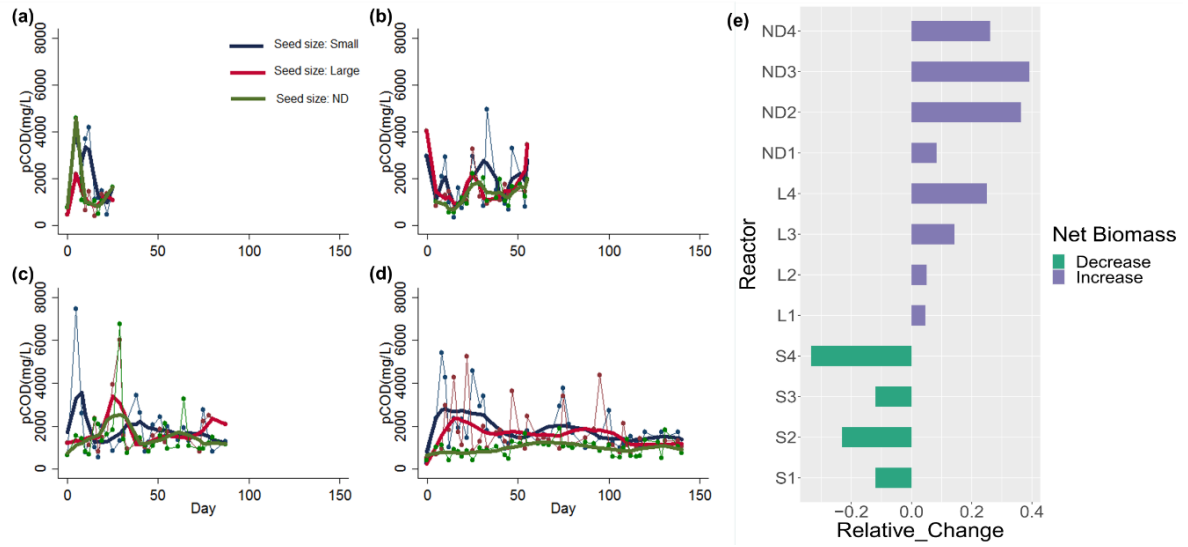 (a)
8000
6000
4000
2000
0
pCOD(mg/L)
Seed size: Small
Seed size: Large
Seed size: ND
0
50
100
150
(b)
8000
6000
4000
2000
0
pCOD(mg/L)
0
50
100
150
(c)
8000
6000
4000
2000
0
pCOD(mg/L)
0
50
100
150
Day
(d)
8000
6000
4000
2000
0
pCOD(mg/L)
0
50
100
150
Day
(e)
Reactor
ND4
ND3
ND2
ND1
L4
L3
L2
L1
S4
S3
S2
S1
−0.2
0.0
0.2
0.4
Relative_Change
Net Biomass
Decrease
Increase